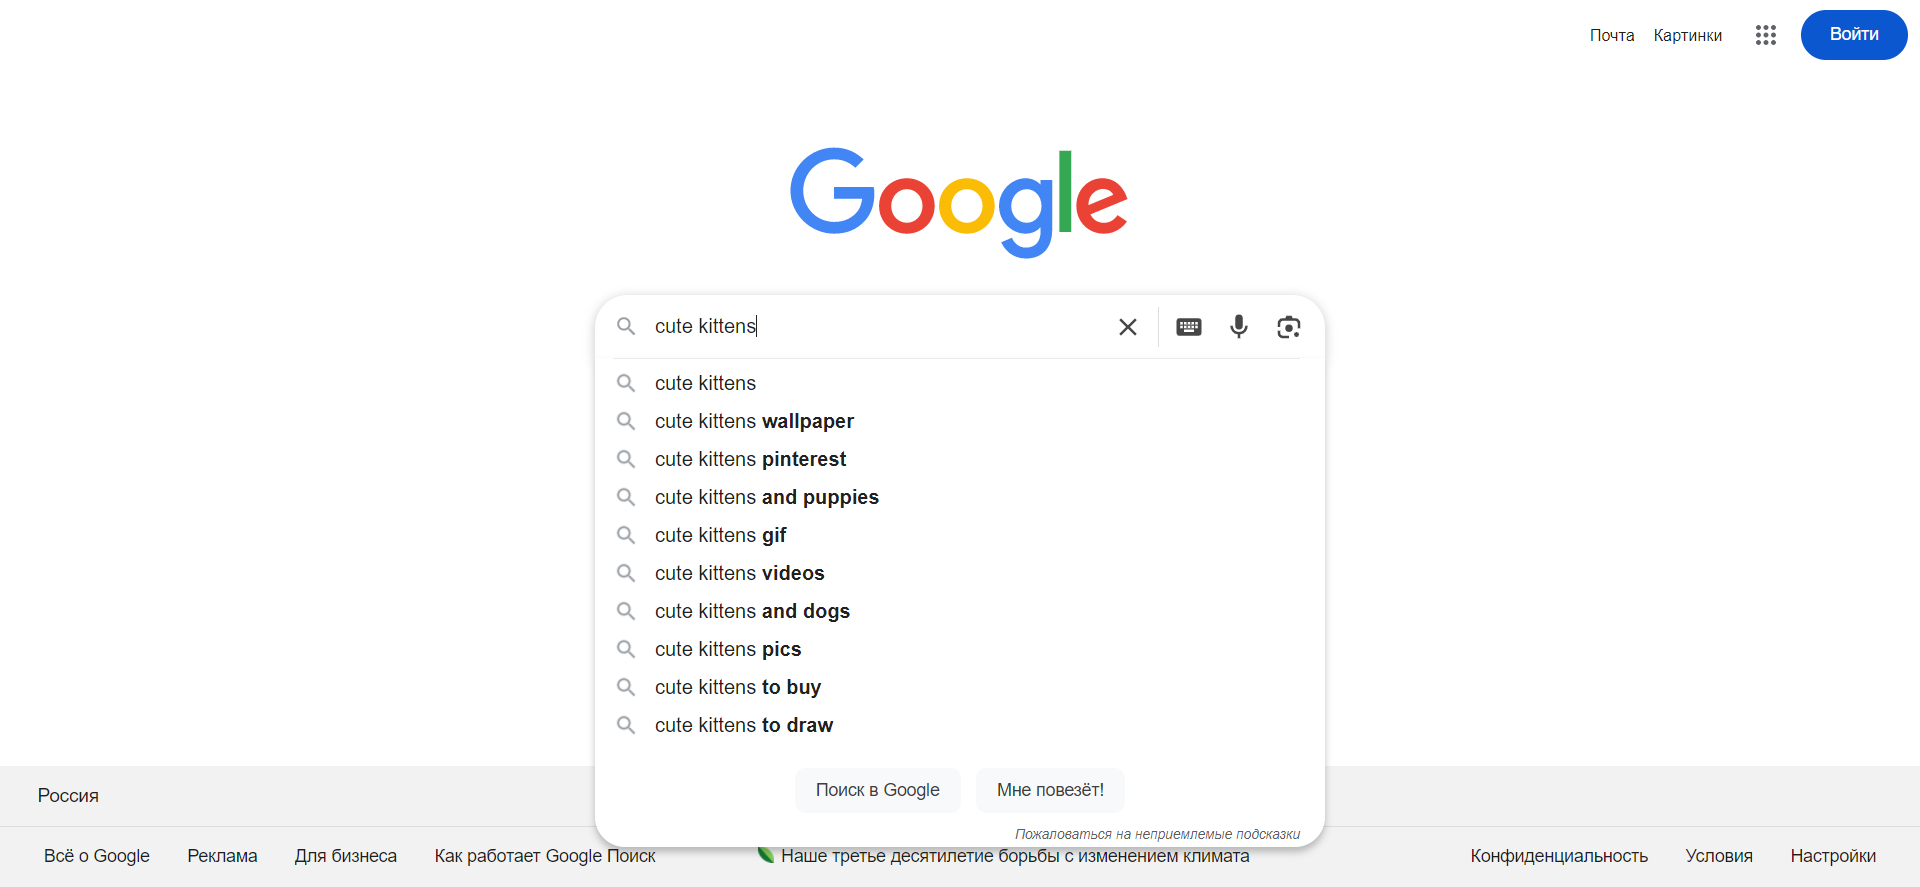 Почта Картинки Войти
Google
cute kittens
cute kittens
cute kittens wallpaper
cute kittens pinterest
cute kittens and puppies
cute kittens gif
cute kittens videos
cute kittens and dogs
cute kittens pics
cute kittens to buy
cute kittens to draw
Поиск в Google Мне повезёт!
Россия
Пожаловаться на неприемлемые подсказки
Всё о Google Реклама Для бизнеса Как работает Google Поиск Наше третье десятилетие борьбы с изменением климата Конфиденциальность Условия Настройки